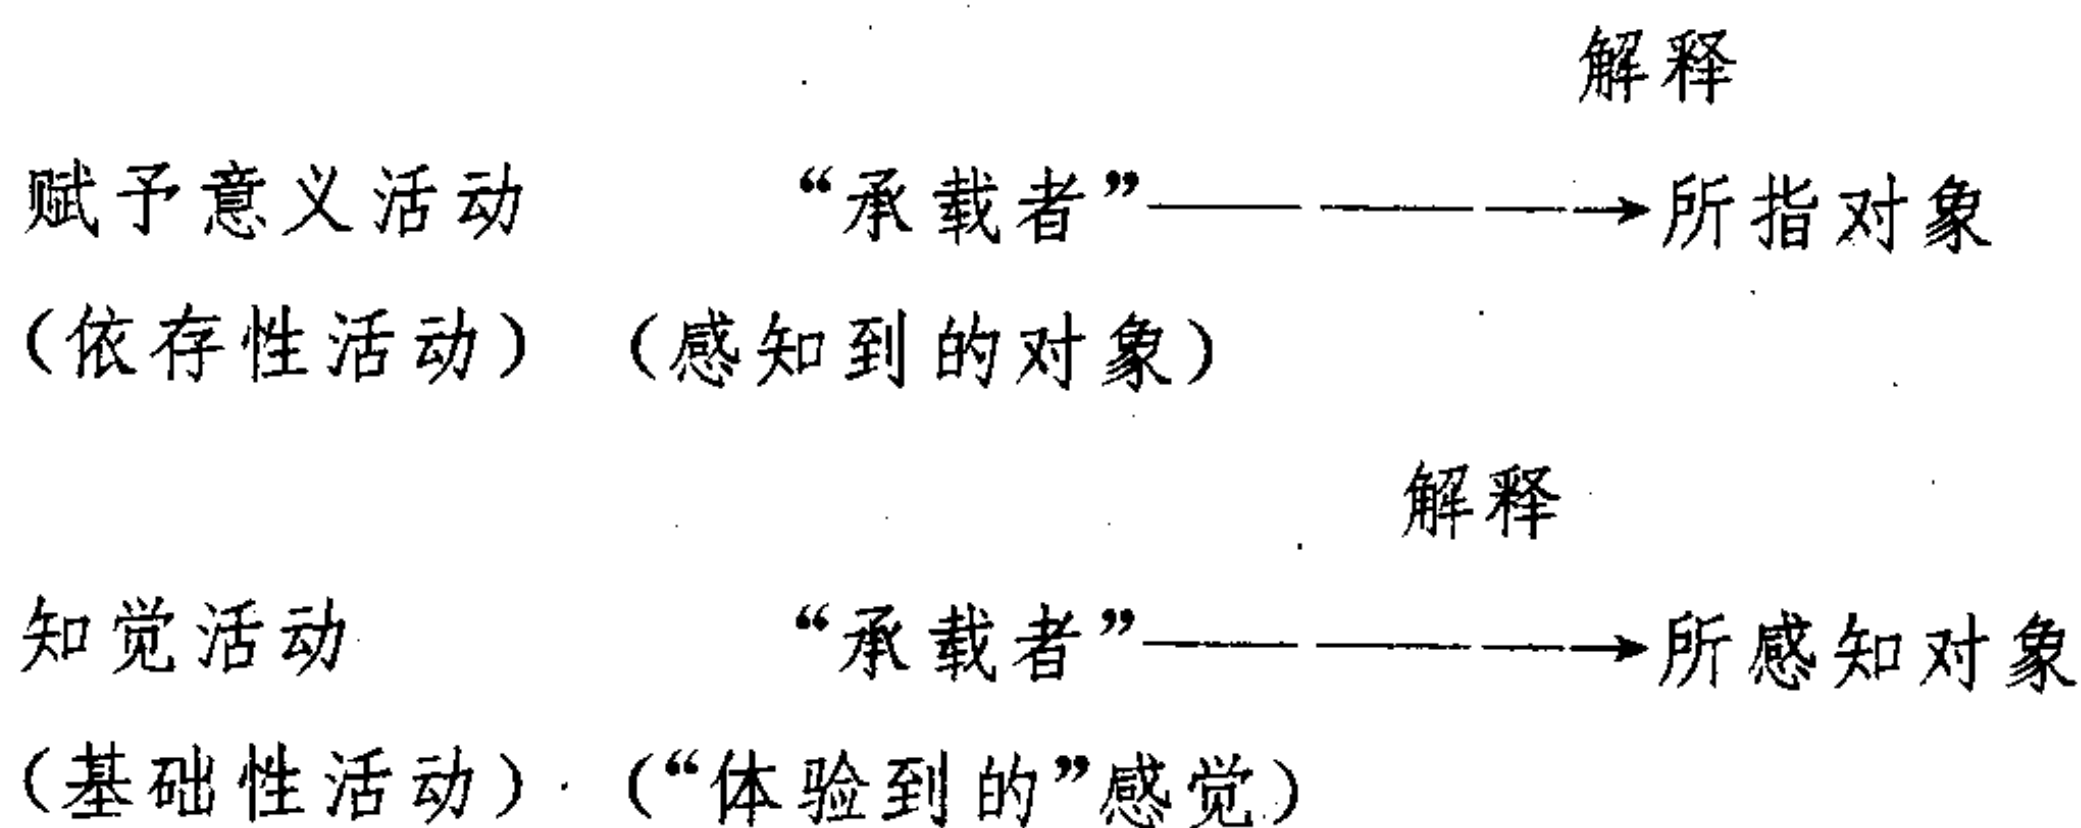 解释
赋予意义活动 “承载者”———→所指对象
（依存性活动） （感知到的对象）
解释
知觉活动 “承载者”———→所感知对象
（基础性活动） （“体验到的”感觉）